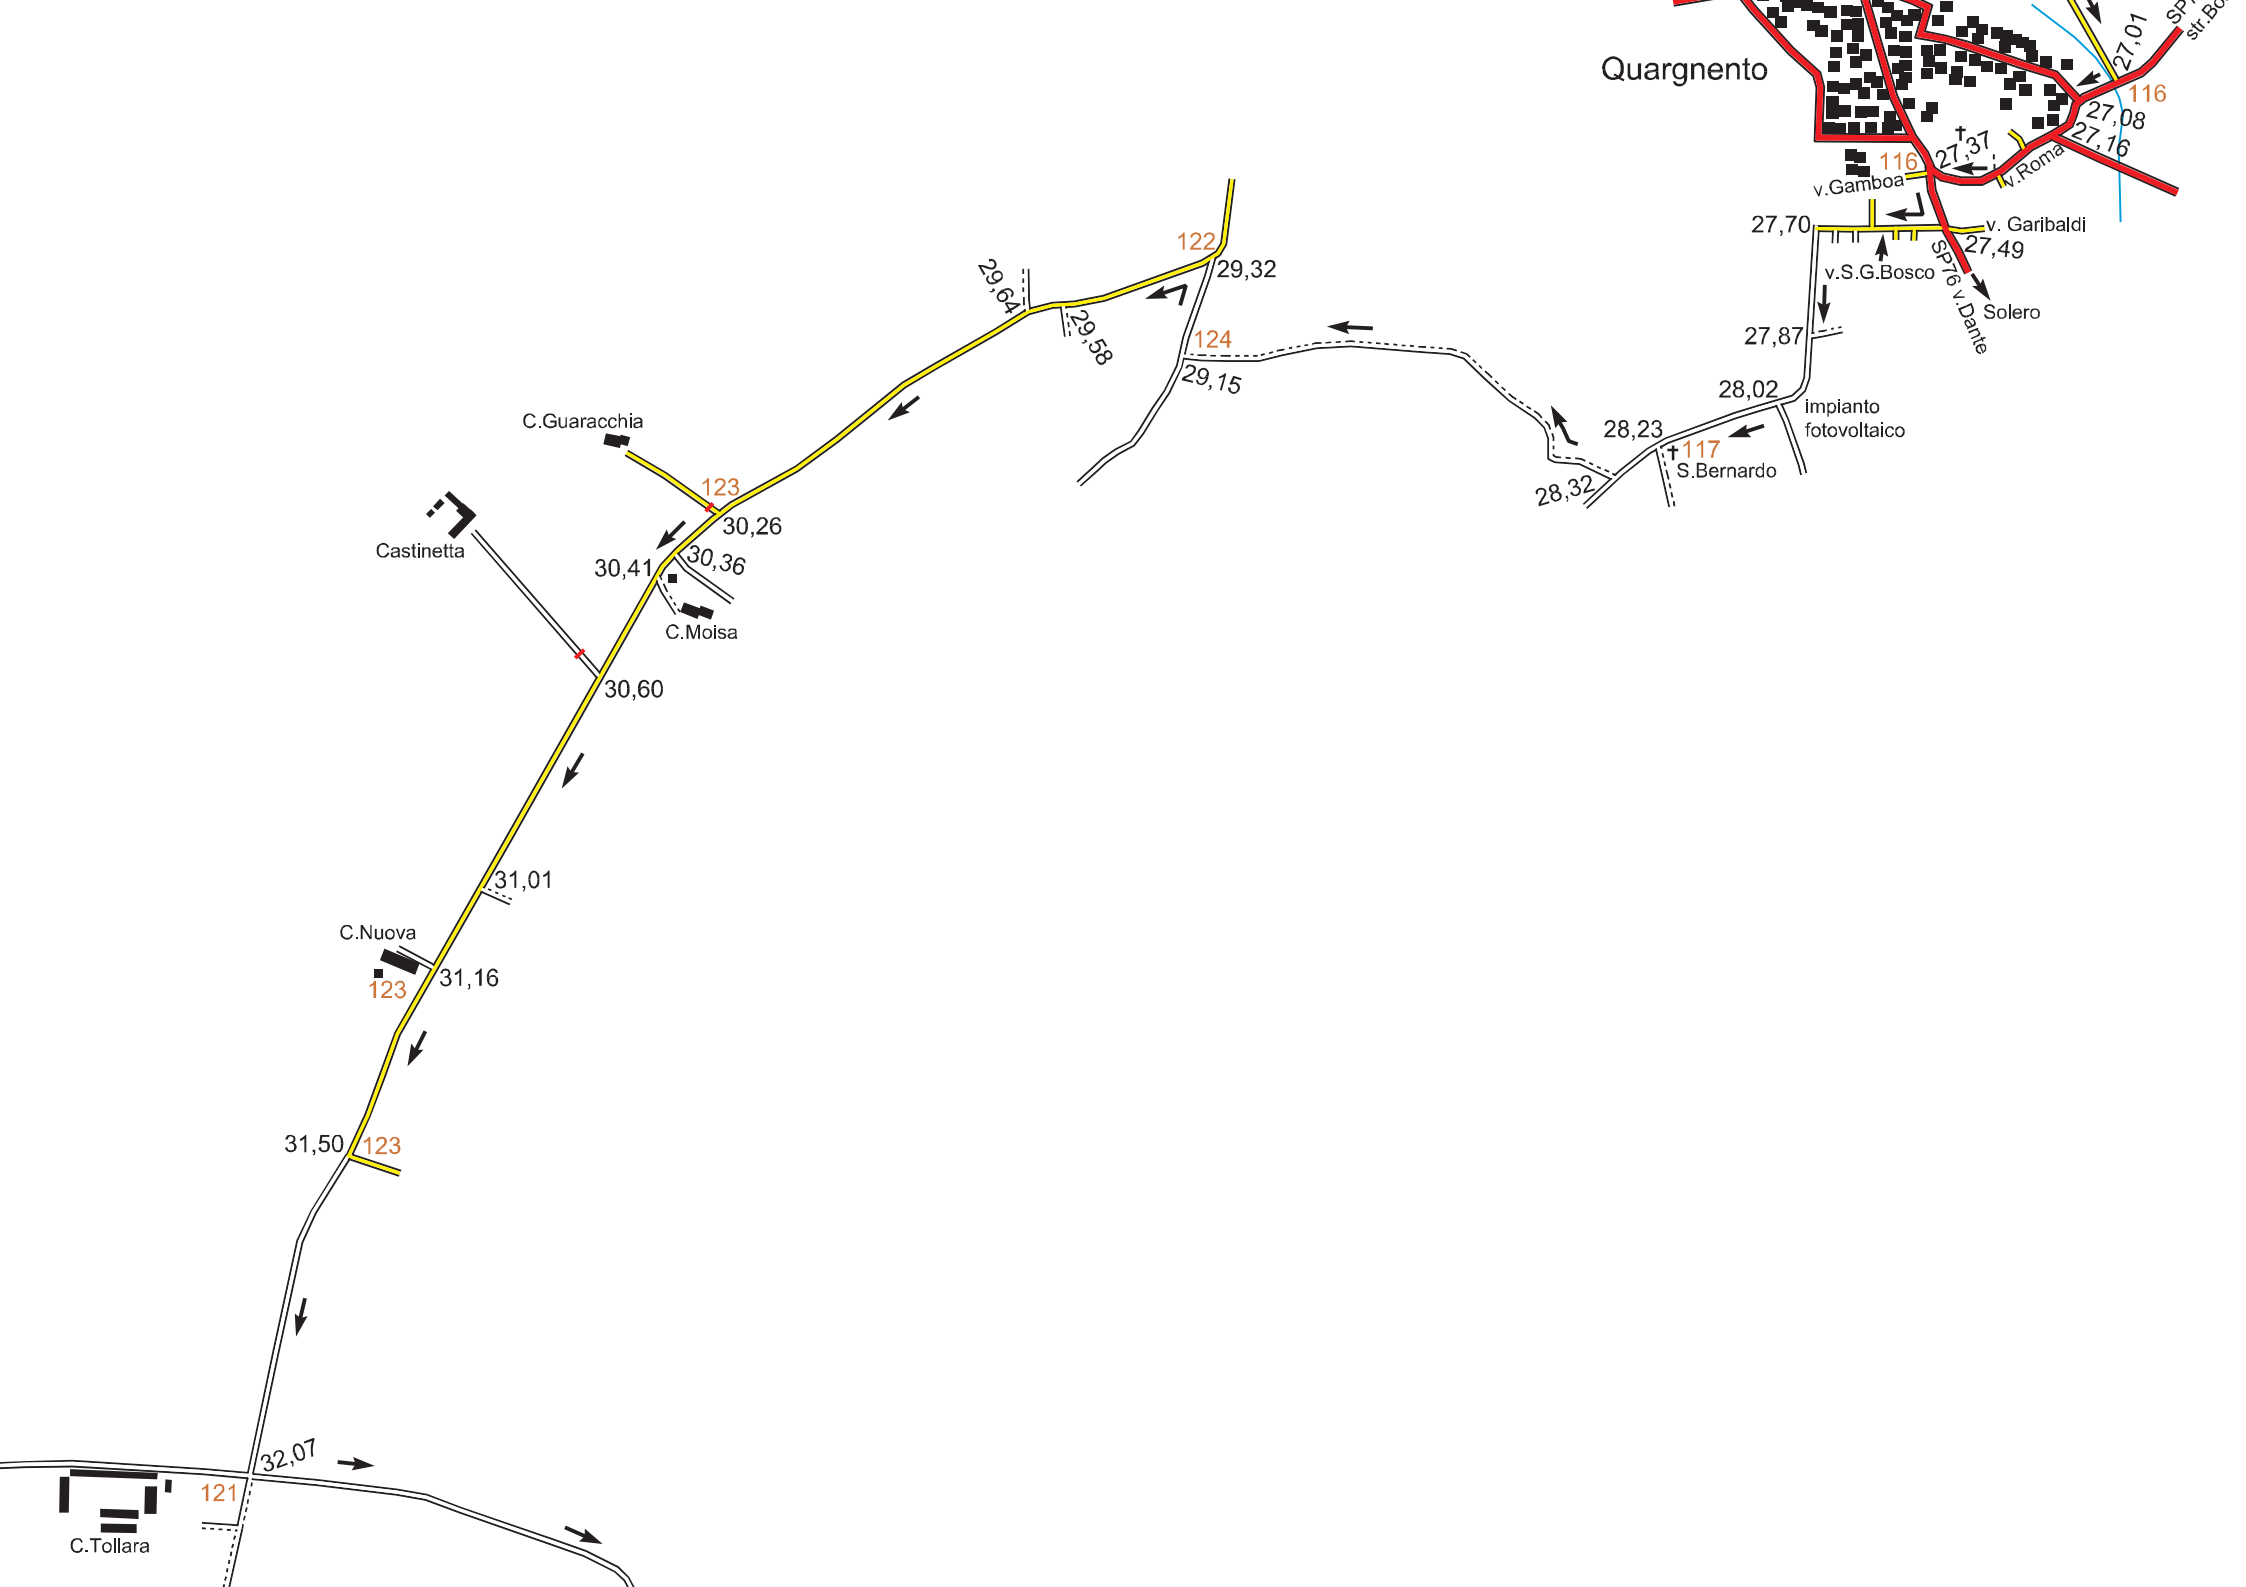 SP7
str.Bo
27,01
Quargnento
116
27,08
27,16
27,37
116
v.Roma
v.Gamboa
27,70
v. Garibaldi
27,49
122
29,32
29,64
v.S.G.Bosco
SP76 v.Dante
Solero
29,58
124
27,87
29,15
28,02
impianto
fotovoltaico
C.Guaracchia
28,23
117
S.Bernardo
28,32
123
30,26
Castinetta
30,36
30,41
C.Moisa
30,60
31,01
C.Nuova
31,16
123
31,50
123
32,07
121
C.Tollara